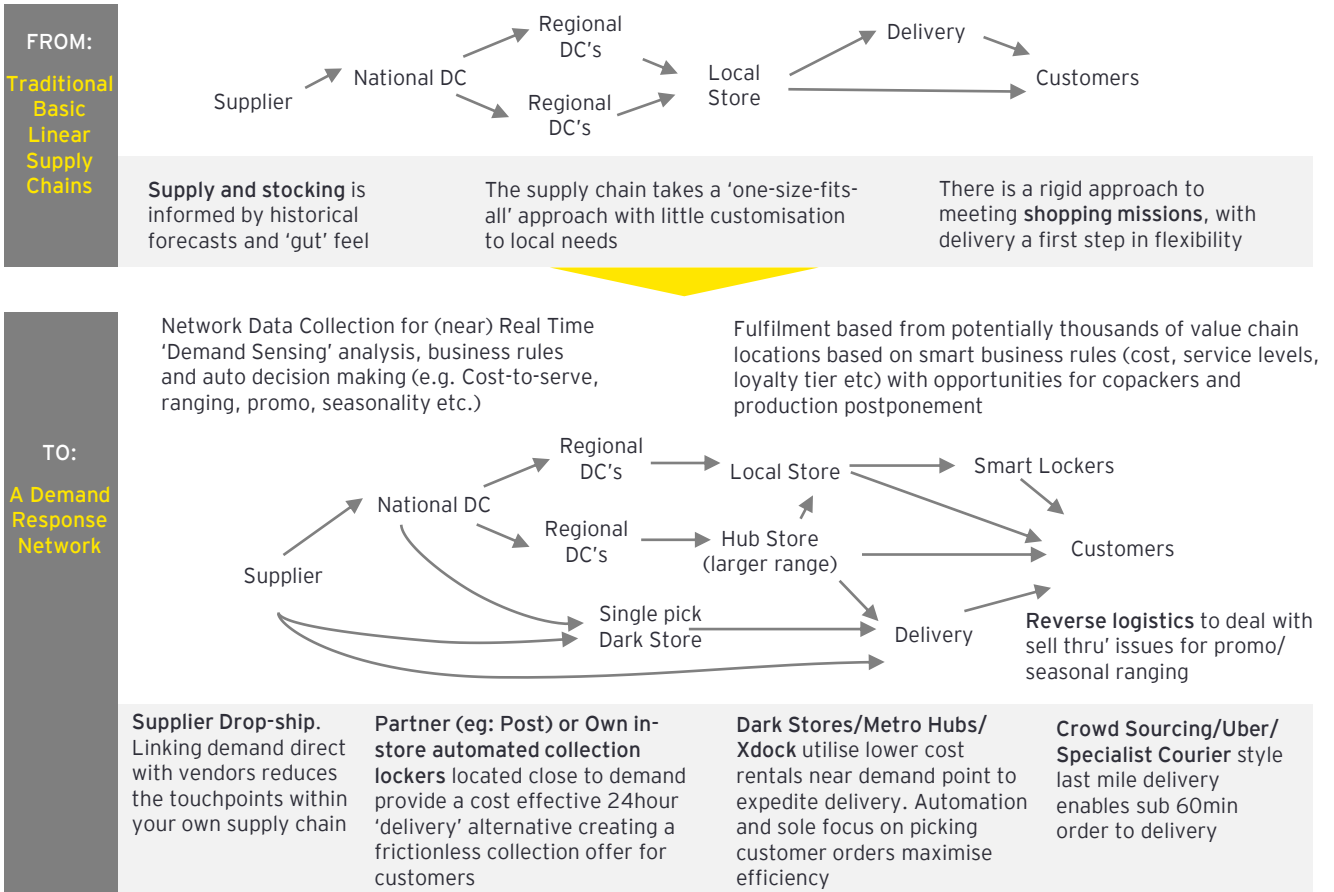 FROM:
Traditional
Basic
Linear
Supply
Chains
Supplier
National DC
Regional
DC's
Regional
DC's
Local
Store
Delivery
Customers
Supply and stocking is
informed by historical
forecasts and ‘gut’ feel
The supply chain takes a ‘one-size-fits-
all’ approach with little customisation
to local needs
There is a rigid approach to
meeting shopping missions, with
delivery a first step in flexibility
TO:
A Demand
Response
Network
Network Data Collection for (near) Real Time
‘Demand Sensing’ analysis, business rules
and auto decision making (e.g. Cost-to-serve,
ranging, promo, seasonality etc.)
Fulfilment based from potentially thousands of value chain
locations based on smart business rules (cost, service levels,
loyalty tier etc) with opportunities for copackers and
production postponement
Supplier
National DC
Regional
DC's
Regional
DC's
Local Store
Hub Store
(larger range)
Single pick
Dark Store
Smart Lockers
Delivery
Customers
Reverse logistics to deal with
sell thru’ issues for promo/
seasonal ranging
Supplier Drop-ship.
Linking demand direct
with vendors reduces
the touchpoints within
your own supply chain
Partner (eg: Post) or Own in-
store automated collection
lockers located close to demand
provide a cost effective 24hour
‘delivery’ alternative creating a
frictionless collection offer for
customers
Dark Stores/Metro Hubs/
Xdock utilise lower cost
rentals near demand point to
expedite delivery. Automation
and sole focus on picking
customer orders maximise
efficiency
Crowd Sourcing/Uber/
Specialist Courier style
last mile delivery
enables sub 60min
order to delivery